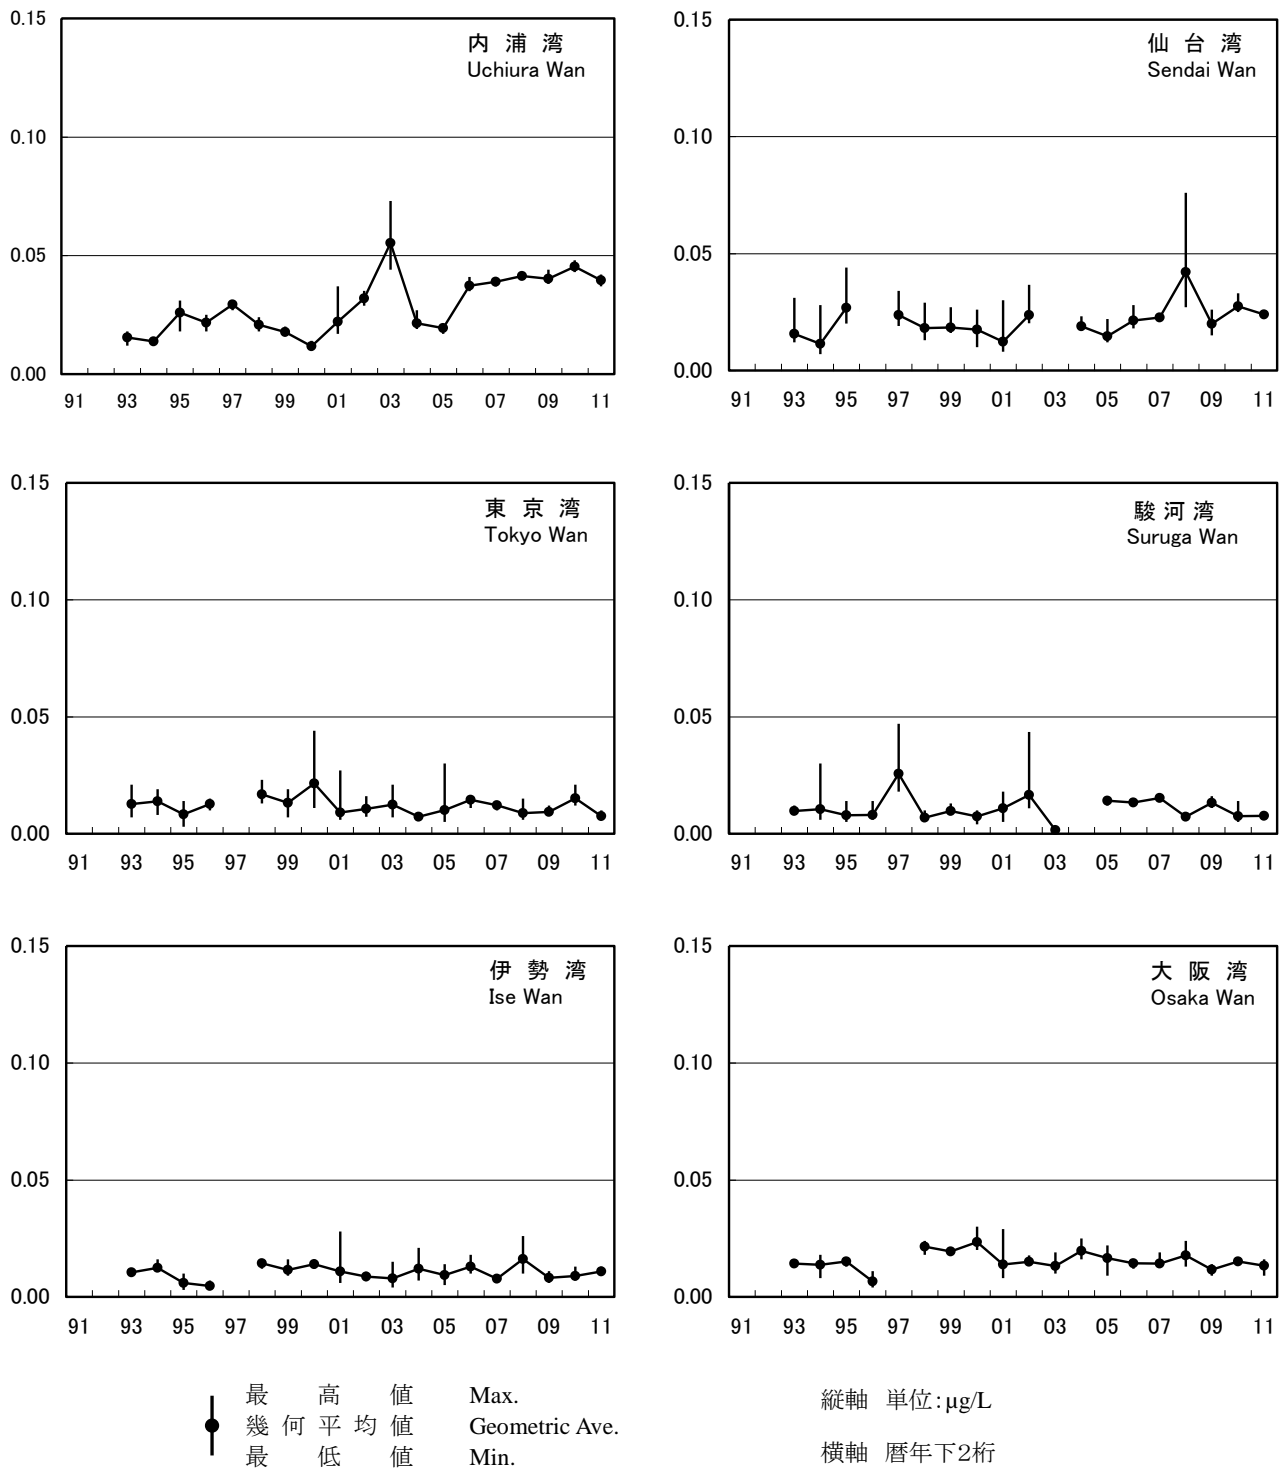 0.15
0.10
0.05
0.00
内 浦 湾
Uchiura Wan
91 93 95 97 99 01 03 05 07 09 11
0.15
0.10
0.05
0.00
仙 台 湾
Sendai Wan
91 93 95 97 99 01 03 05 07 09 11
0.15
0.10
0.05
0.00
東 京 湾
Tokyo Wan
91 93 95 97 99 01 03 05 07 09 11
0.15
0.10
0.05
0.00
駿 河 湾
Suruga Wan
91 93 95 97 99 01 03 05 07 09 11
0.15
0.10
0.05
0.00
伊 勢 湾
Ise Wan
91 93 95 97 99 01 03 05 07 09 11
0.15
0.10
0.05
0.00
大 阪 湾
Osaka Wan
91 93 95 97 99 01 03 05 07 09 11
最 高 値 Max.
幾 何 平 均 値 Geometric Ave.
最 低 値 Min.
縦軸 単位:µg/L
横軸 暦年下2桁